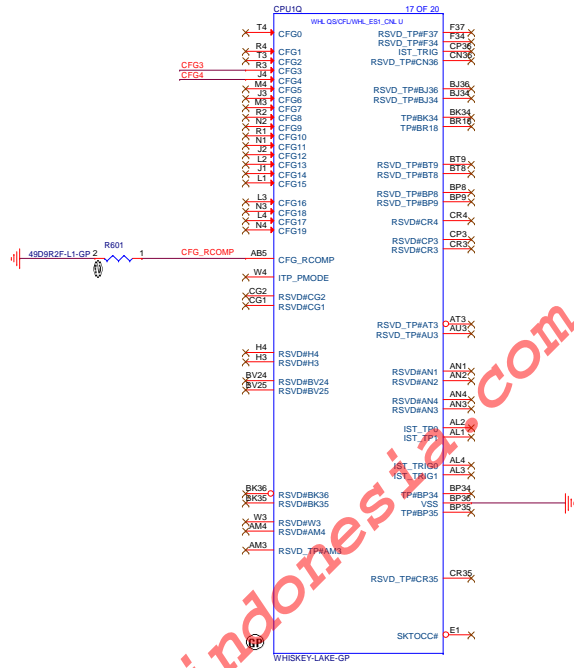 CPU1Q 17 OF 20
WHL QS/CFL/WHL_ES1_CNL U
T4 CFG0
R4 CFG1
T3 CFG2
CFG3 R3 CFG3
CFG4 J4 CFG4
M4 CFG5
J3 CFG6
M3 CFG7
R2 CFG8
N2 CFG9
R1 CFG10
N1 CFG11
J2 CFG12
L2 CFG13
J1 CFG14
L1 CFG15
L3 CFG16
N3 CFG18
L4 CFG17
N4 CFG19
49D9R2F-L1-GP 2 R601 1 CFG_RCOMP AB5 CFG_RCOMP
W4 ITP_PMODE
CG2 RSVD#CG2
CG1 RSVD#CG1
H4 RSVD#H4
H3 RSVD#H3
BV24 RSVD#BV24
BV25 RSVD#BV25
BK36 RSVD#BK36
BK35 RSVD#BK35
W3 RSVD#W3
AM4 RSVD#AM4
AM3 RSVD_TP#AM3
RSVD_TP#F37 F37
RSVD_TP#F34 F34
IST_TRIG CP36
RSVD_TP#CN36 CN36
RSVD_TP#BJ36 BJ36
RSVD_TP#BJ34 BJ34
TP#BK34 BK34
TP#BR18 BR18
RSVD_TP#BT9 BT9
RSVD_TP#BT8 BT8
RSVD_TP#BP8 BP8
RSVD_TP#BP9 BP9
RSVD#CR4 CR4
RSVD#CP3 CP3
RSVD#CR3 CR3
RSVD_TP#AT3 AT3
RSVD_TP#AU3 AU3
RSVD#AN1 AN1
RSVD#AN2 AN2
RSVD#AN4 AN4
RSVD#AN3 AN3
IST_TP0 AL2
IST_TP1 AL1
IST_TRIG0 AL4
IST_TRIG1 AL3
TP#BP34 BP34
VSS BP36
TP#BP35 BP35
RSVD_TP#CR35 CR35
SKTOCC# E1
GP
WHISKEY-LAKE-GP
indonesia.com